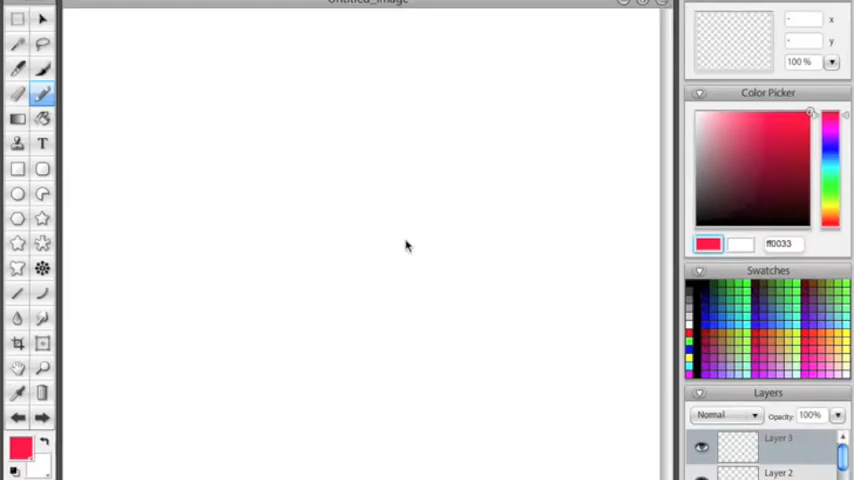 Untitled_image
x
y
100 %
Color Picker
ff0033
Swatches
Layers
Normal
Opacity: 100%
Layer 3
Layer 2
T